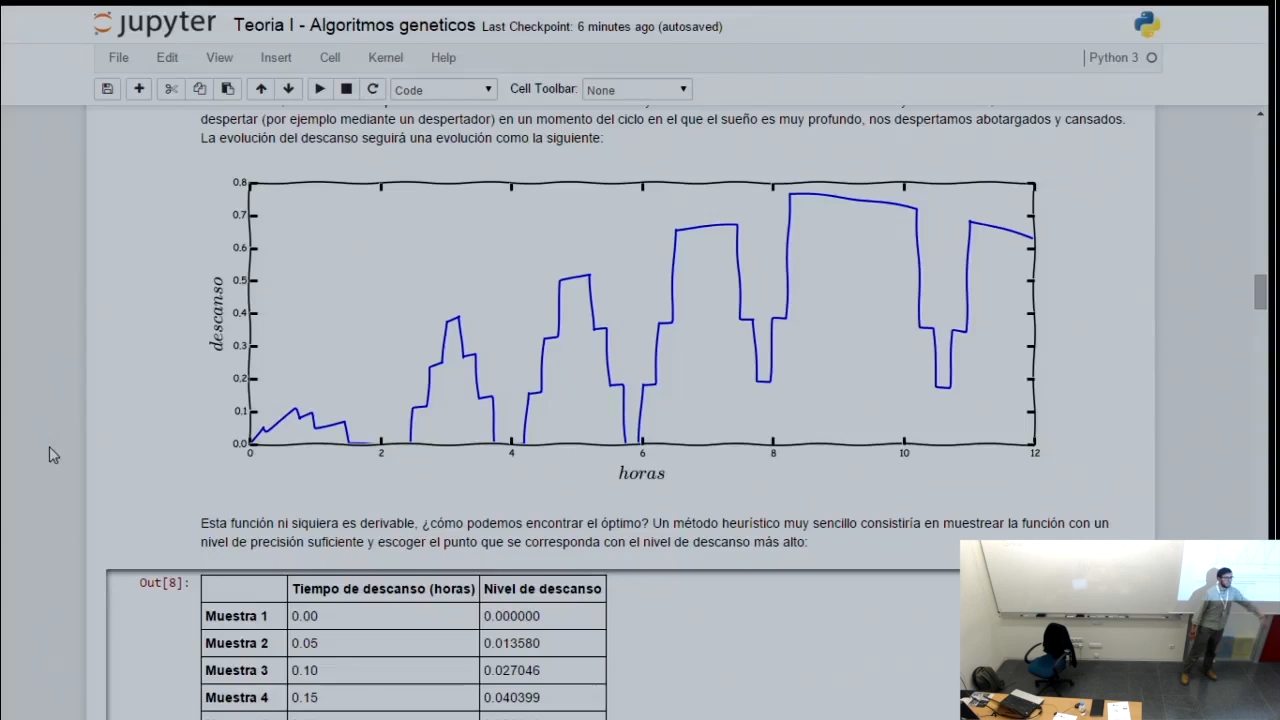 jupyter Teoria I - Algoritmos geneticos Last Checkpoint: 6 minutes ago (autosaved)
File Edit View Insert Cell Kernel Help Python 3
Code Cell Toolbar: None
despertar (por ejemplo mediante un despertador) en un momento del ciclo en el que el sueño es muy profundo, nos despertamos abotargados y cansados.
La evolución del descanso seguirá una evolución como la siguiente:
0.8
0.7
0.6
0.5
0.4
0.3
0.2
0.1
0.0
descanso
0 2 4 6 8 10 12
horas
Esta función ni siquiera es derivable, ¿cómo podemos encontrar el óptimo? Un método heurístico muy sencillo consistiría en muestrear la función con un
nivel de precisión suficiente y escoger el punto que se corresponda con el nivel de descanso más alto:
Out[8]:
Tiempo de descanso (horas) Nivel de descanso
Muestra 1 0.00 0.000000
Muestra 2 0.05 0.013580
Muestra 3 0.10 0.027046
Muestra 4 0.15 0.040399